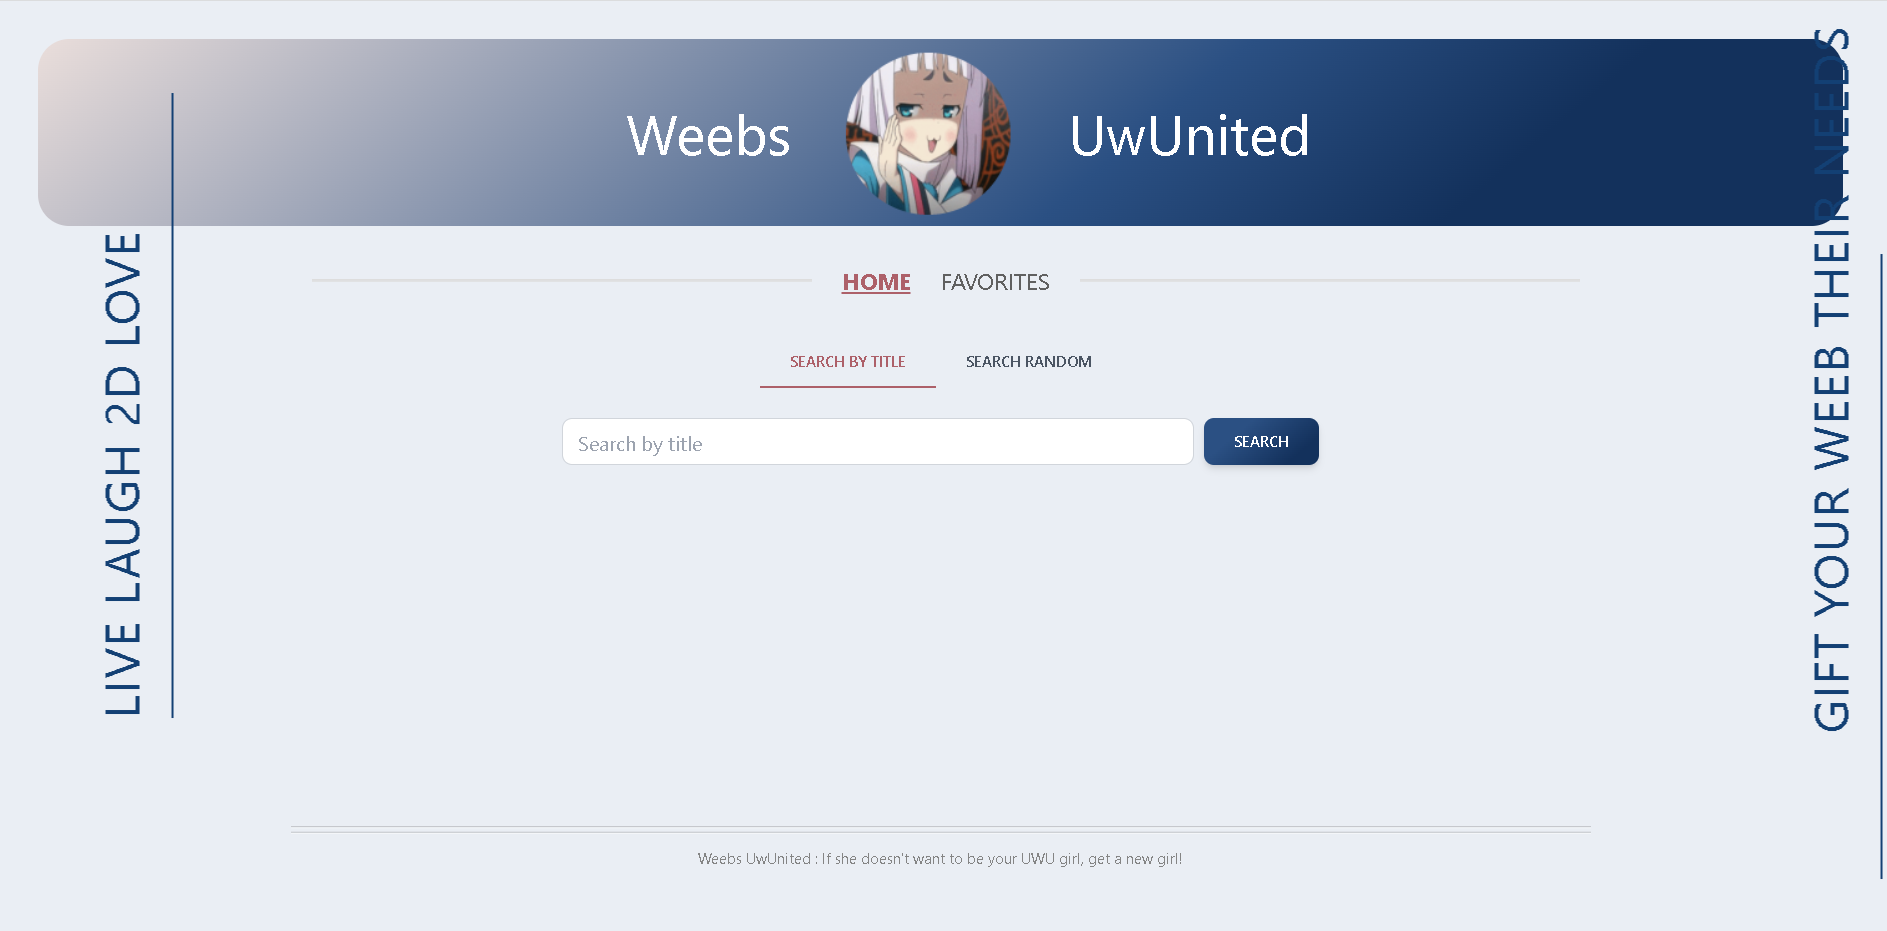 Weebs UwUnited
HOME FAVORITES
SEARCH BY TITLE SEARCH RANDOM
Search by title SEARCH
LIVE LAUGH 2D LOVE
GIFT YOUR WEEB THEIR NEEDS
Weebs UwUnited : If she doesn't want to be your UWU girl, get a new girl!